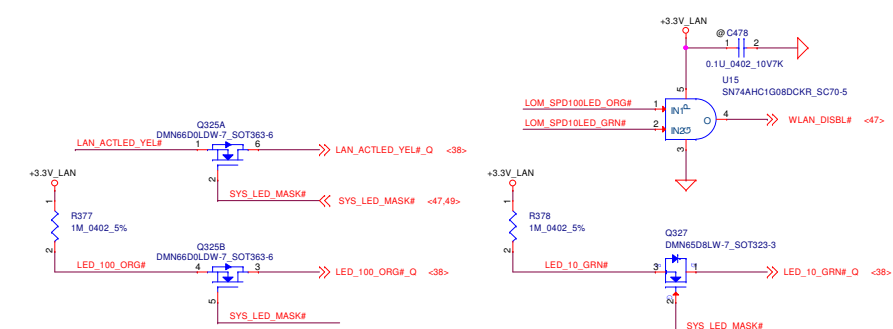 +3.3V_LAN
@ C478
1 2
0.1U_0402_10V7K
U15
SN74AHC1G08DCKR_SC70-5
5
LOM_SPD100LED_ORG# 1 IN1 P
O 4 WLAN_DISBL# <47>
LOM_SPD10LED_GRN# 2 IN2 G
3
Q325A
DMN66D0LDW-7_SOT363-6
LAN_ACTLED_YEL# 1 6 LAN_ACTLED_YEL#_Q <38>
2
SYS_LED_MASK# SYS_LED_MASK# <47,49>
+3.3V_LAN
1
R377
1M_0402_5%
2
Q325B
DMN66D0LDW-7_SOT363-6
LED_100_ORG# 4 3 LED_100_ORG#_Q <38>
5
SYS_LED_MASK#
+3.3V_LAN
1
R378
1M_0402_5%
2
Q327
DMN65D8LW-7_SOT323-3
LED_10_GRN# 3 1 LED_10_GRN#_Q <38>
2
SYS_LED_MASK#